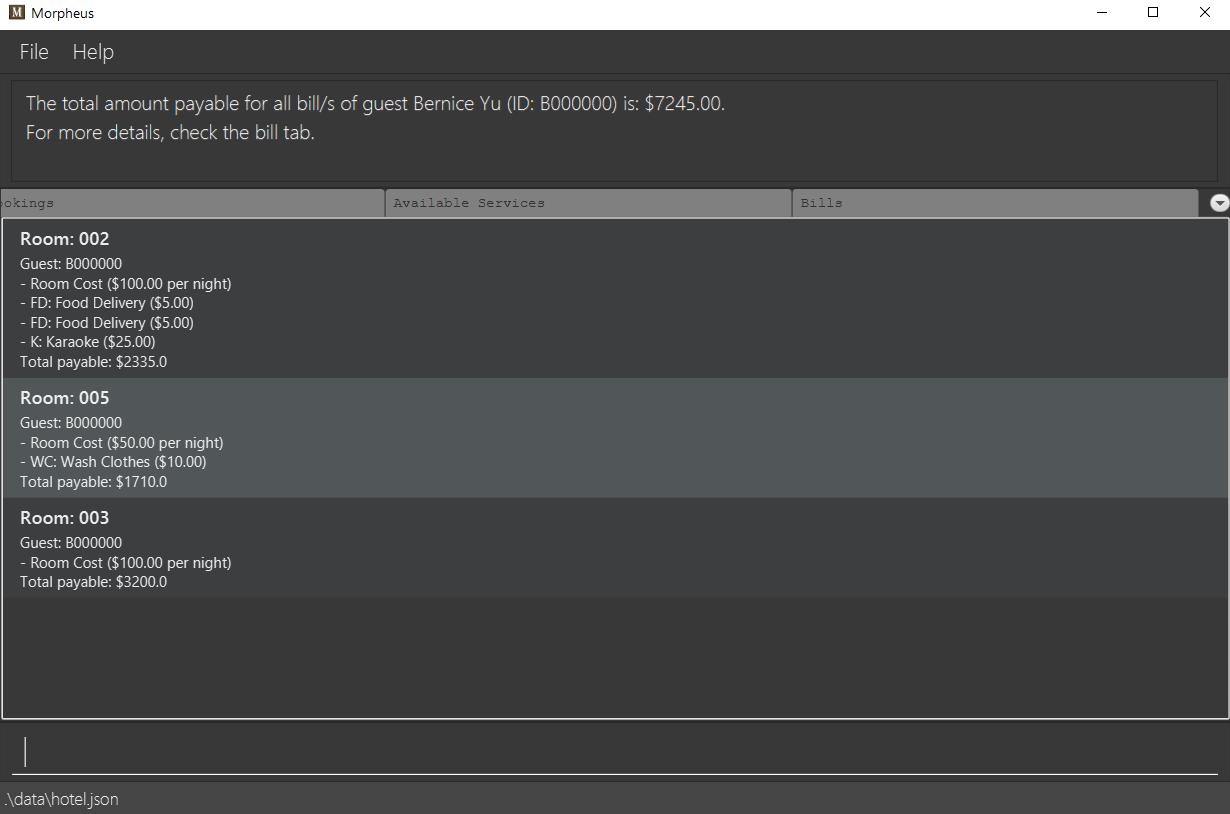 M Morpheus
File Help
The total amount payable for all bill/s of guest Bernice Yu (ID: B000000) is: $7245.00.
For more details, check the bill tab.
ookings Available Services Bills
Room: 002
Guest: B000000
- Room Cost ($100.00 per night)
- FD: Food Delivery ($5.00)
- FD: Food Delivery ($5.00)
- K: Karaoke ($25.00)
Total payable: $2335.0
Room: 005
Guest: B000000
- Room Cost ($50.00 per night)
- WC: Wash Clothes ($10.00)
Total payable: $1710.0
Room: 003
Guest: B000000
- Room Cost ($100.00 per night)
Total payable: $3200.0
.\data\hotel.json